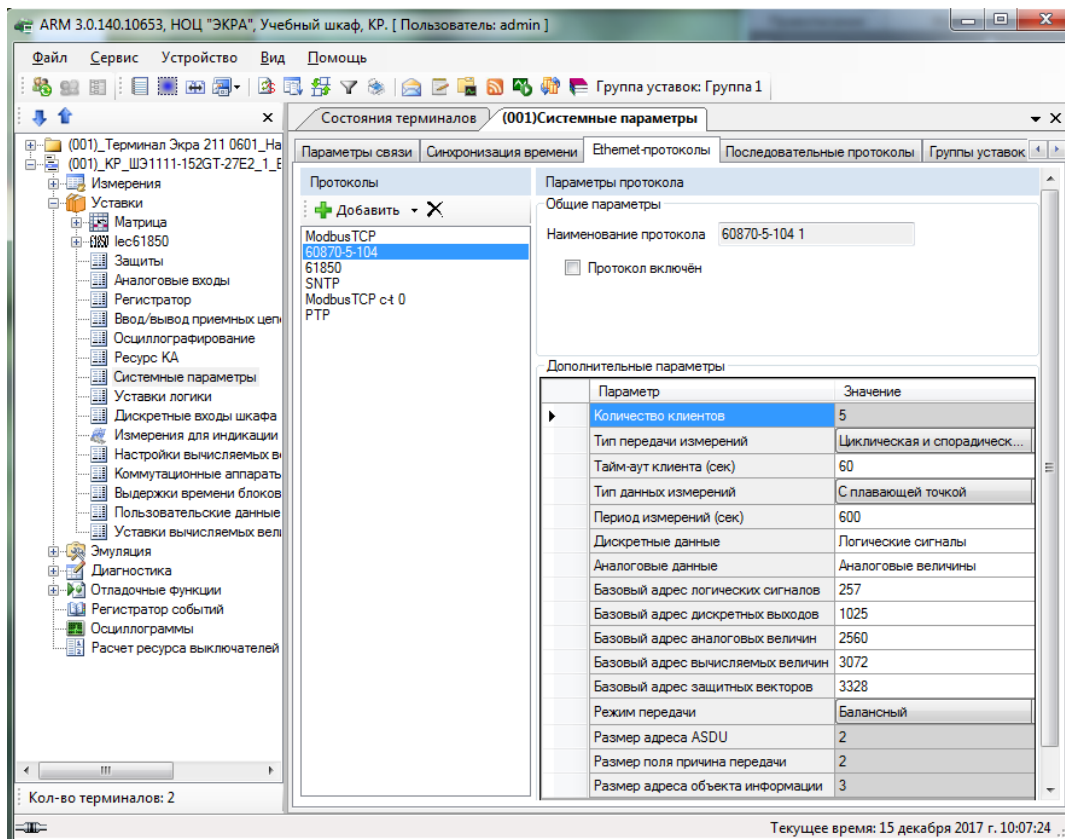 ARM 3.0.140.10653, НОЦ "ЭКРА", Учебный шкаф, КР. [ Пользователь: admin ]
Файл Сервис Устройство Вид Помощь
Группа уставок: Группа 1
Состояния терминалов (001)Системные параметры
(001)_Терминал Экра 211 0601_На
(001)_КР_ШЭ1111-152GT-27E2_1_E
Измерения
Уставки
Матрица
Iec61850
Защиты
Аналоговые входы
Регистратор
Ввод/вывод приемных цепе
Осциллографирование
Ресурс КА
Системные параметры
Уставки логики
Дискретные входы шкафа
Измерения для индикации
Настройки вычисляемых ве
Коммутационные аппараты
Выдержки времени блоков
Пользовательские данные
Уставки вычисляемых вели
Эмуляция
Диагностика
Отладочные функции
Регистратор событий
Осциллограммы
Расчет ресурса выключателей
Кол-во терминалов: 2
Параметры связи Синхронизация времени Ethernet-протоколы Последовательные протоколы Группы уставок
Протоколы
Добавить
ModbusTCP
60870-5-104
61850
SNTP
ModbusTCP c-t 0
PTP
Параметры протокола
Общие параметры
Наименование протокола 60870-5-104 1
Протокол включён
Дополнительные параметры
Параметр Значение
Количество клиентов 5
Тип передачи измерений Циклическая и спорадическ...
Тайм-аут клиента (сек) 60
Тип данных измерений С плавающей точкой
Период измерений (сек) 600
Дискретные данные Логические сигналы
Аналоговые данные Аналоговые величины
Базовый адрес логических сигналов 257
Базовый адрес дискретных выходов 1025
Базовый адрес аналоговых величин 2560
Базовый адрес вычисляемых величин 3072
Базовый адрес защитных векторов 3328
Режим передачи Балансный
Размер адреса ASDU 2
Размер поля причина передачи 2
Размер адреса объекта информации 3
Текущее время: 15 декабря 2017 г. 10:07:24